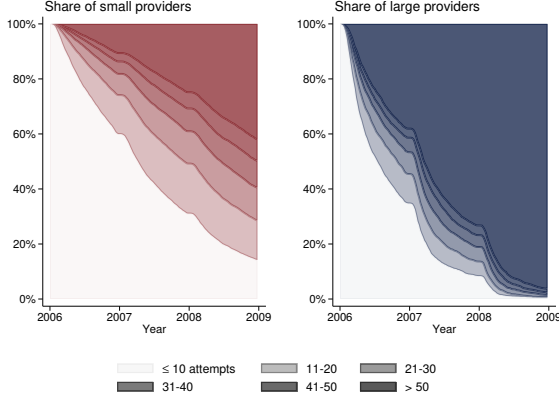 Share of small providers
100%
80%
60%
40%
20%
0%
2006 2007 2008 2009
Year
Share of large providers
100%
80%
60%
40%
20%
0%
2006 2007 2008 2009
Year
≤ 10 attempts 11-20 21-30
31-40 41-50 > 50